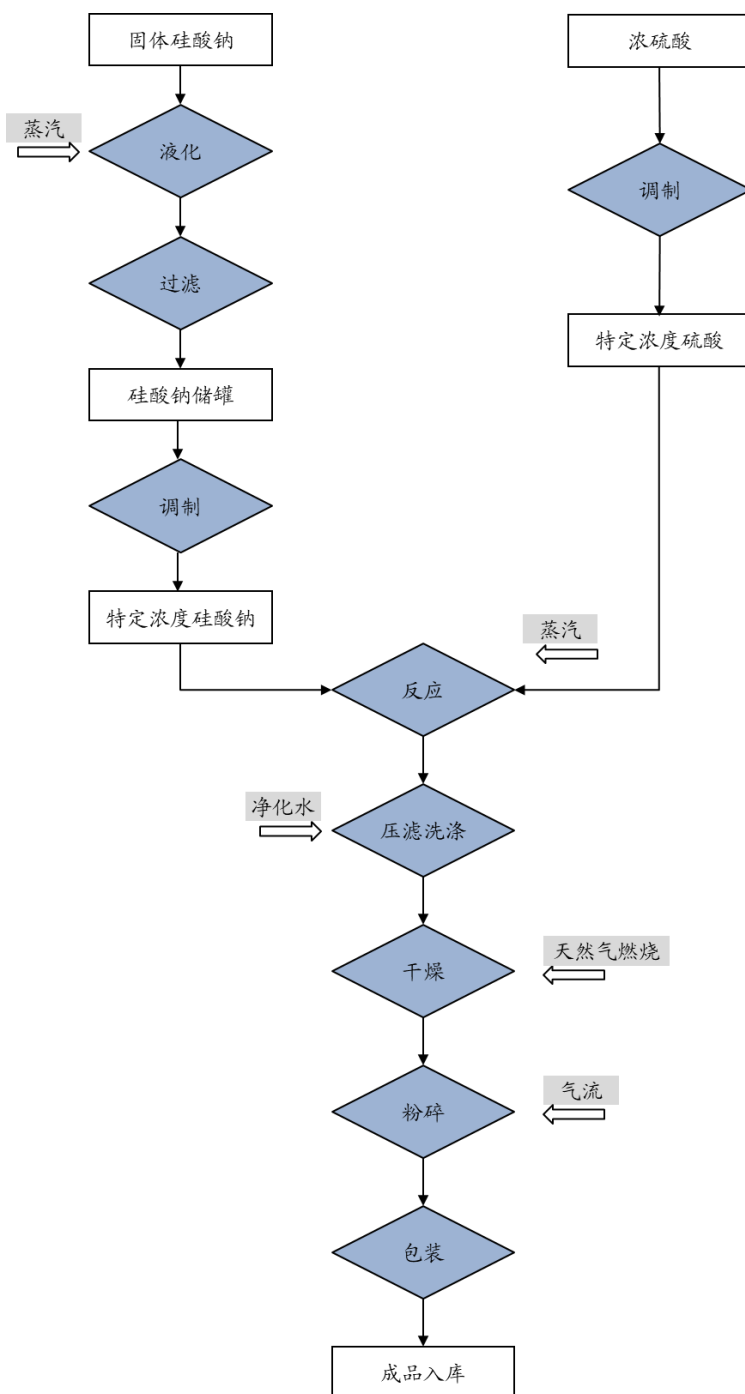 固体硅酸钠
浓硫酸
蒸汽
液化
调制
过滤
特定浓度硫酸
硅酸钠储罐
调制
特定浓度硅酸钠
蒸汽
反应
净化水
压滤洗涤
天然气燃烧
干燥
气流
粉碎
包装
成品入库